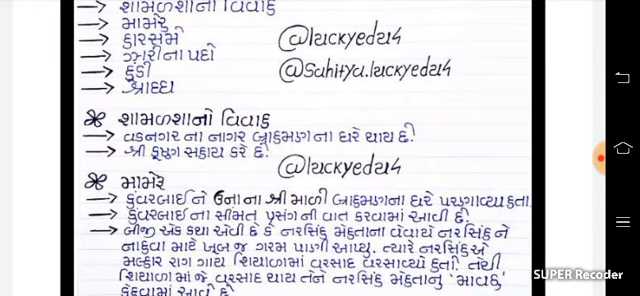 → શામળશાનો વિવાહ
→ મામેરું
→ હારસમે
→ ઝારીના પદો
→ હૂંડી
→ શ્રાદ્ધ
@luckyedu4
@Sahitya.luckyedu4
શામળશાનો વિવાહ
→ વડનગર ના નાગર બ્રાહ્મણ ના ઘરે થાય છે.
→ શ્રી કૃષ્ણ સહાય કરે છે.
@luckyedu4
મામેરૂ
→ કુંવરબાઈ ને ઉના ના શ્રી માળી બ્રાહ્મણના ઘરે પરણાવ્યા હતા.
→ કુંવરબાઈ ના સીમંત પ્રસંગ ની વાત કરવામાં આવી છે.
→ બીજી એક કથા એવી છે કે નરસિંહ મહેતાના વેવાયે નરસિંહ ને
નાહવા માટે ખુબ જ ગરમ પાણી આપ્યું. ત્યારે નરસિંહએ
મલ્હાર રાગ ગાય શિયાળામાં વરસાદ વરસાવ્યો હતો. તેથી
શિયાળામાં જે વરસાદ થાય તેને નરસિંહ મહેતાનું 'માવઠું'
કહેવામાં આવે છે
SUPER Recoder